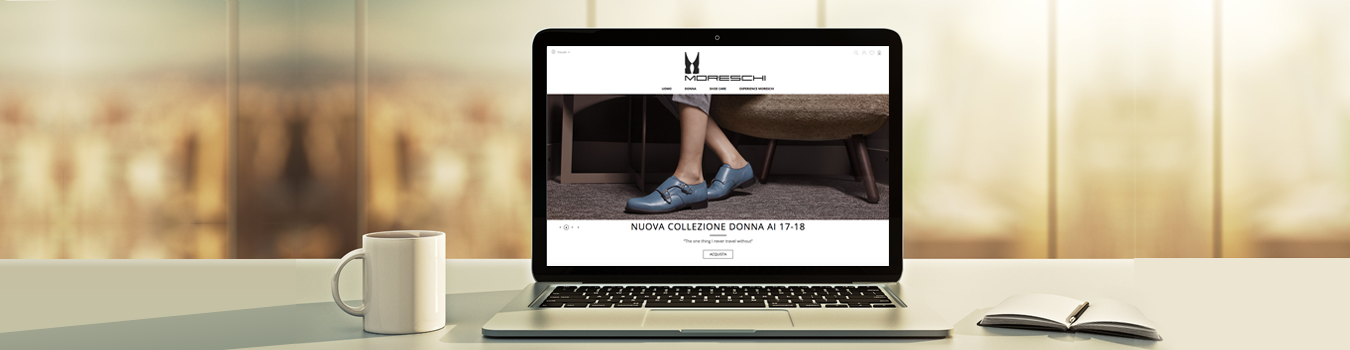 MORESCHI
UOMO DONNA SHOE CARE EXPERIENCE MORESCHI
NUOVA COLLEZIONE DONNA AI 17-18
"The one thing I never travel without"
ACQUISTA